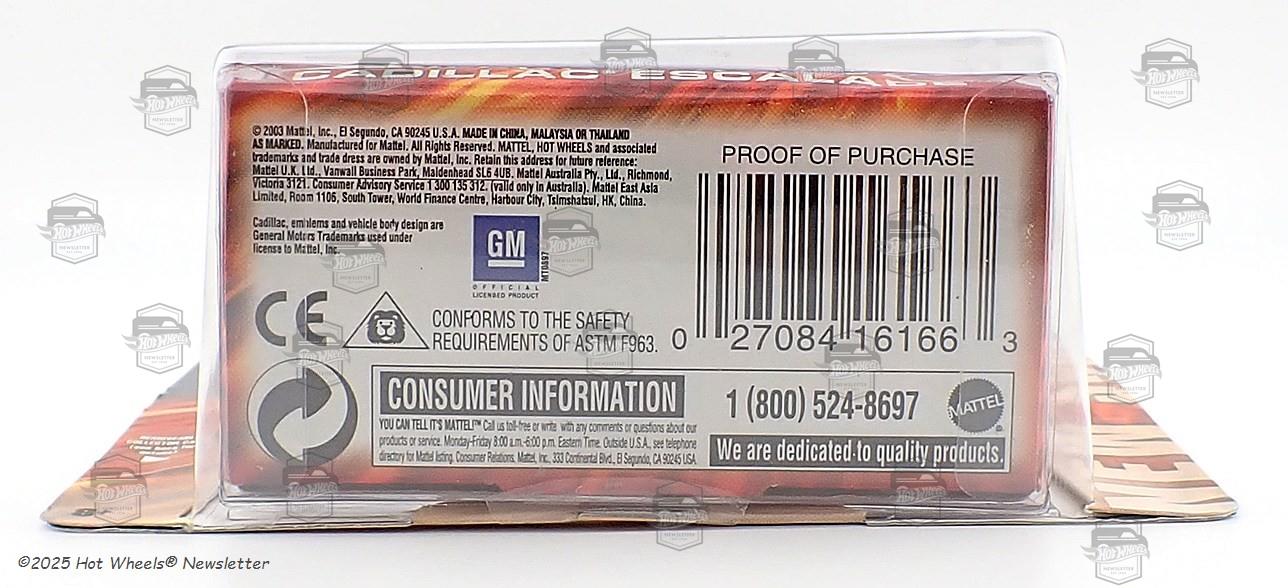 CADILLAC ESCALADE
© 2003 Mattel, Inc., El Segundo, CA 90245 U.S.A. MADE IN CHINA, MALAYSIA OR THAILAND
AS MARKED. Manufactured for Mattel. All Rights Reserved. MATTEL, HOT WHEELS and associated
trademarks and trade dress are owned by Mattel, Inc. Retain this address for future reference:
Mattel U.K. Ltd., Vanwall Business Park, Maidenhead SL6 4UB. Mattel Australia Pty., Ltd., Richmond,
Victoria 3121. Consumer Advisory Service 1 300 135 312. (valid only in Australia). Mattel East Asia
Limited, Room 1106, South Tower, World Finance Centre, Harbour City, Tsimshatsui, HK, China.
Cadillac, emblems and vehicle body design are
General Motors Trademarks used under
license to Mattel, Inc
GM
OFFICIAL
LICENSED PRODUCT
MT0897
CE
CONFORMS TO THE SAFETY
REQUIREMENTS OF ASTM F963.
PROOF OF PURCHASE
0 27084 16166 3
CONSUMER INFORMATION
YOU CAN TELL IT'S MATTEL!™ Call us toll-free or write with any comments or questions about our
products or service. Monday-Friday 8:00 a.m.-6:00 p.m. Eastern Time. Outside U.S.A., see telephone
directory for Mattel listing. Consumer Relations, Mattel, Inc., 333 Continental Blvd., El Segundo, CA 90245 USA
1 (800) 524-8697
MATTEL
®
We are dedicated to quality products.
Hot Wheels
NEWSLETTER
©2025 Hot Wheels® Newsletter